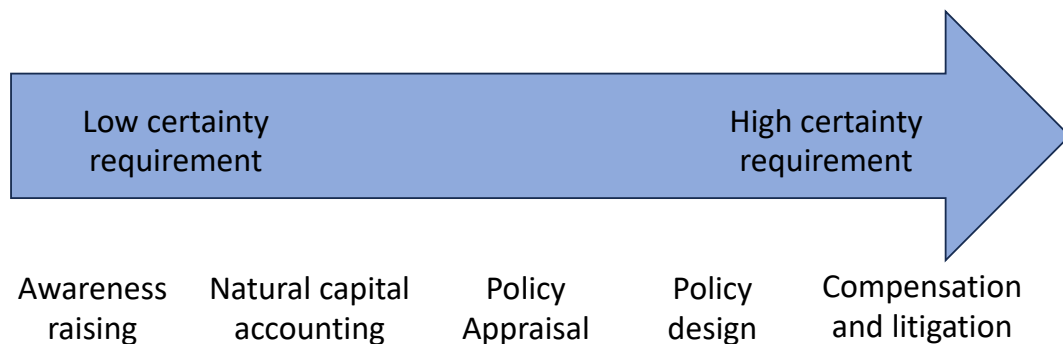 Low certainty
requirement
High certainty
requirement
Awareness
raising
Natural capital
accounting
Policy
Appraisal
Policy
design
Compensation
and litigation